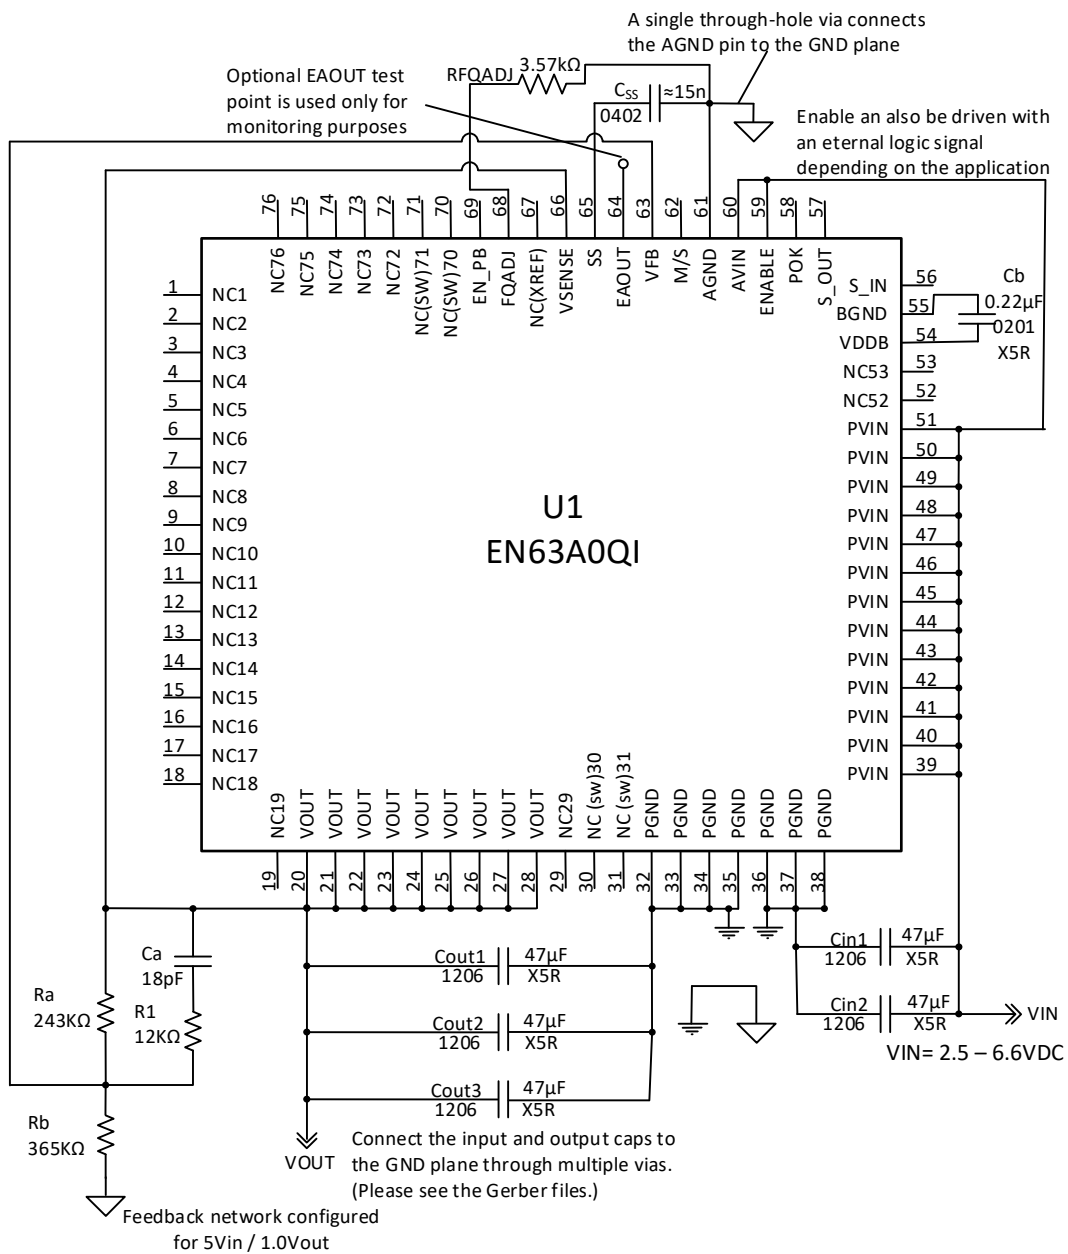 A single through-hole via connects
the AGND pin to the GND plane
Optional EAOUT test
point is used only for
monitoring purposes
RFQADJ
3.57kΩ
CSS
≈15n
0402
Enable an also be driven with
an eternal logic signal
depending on the application
76
75
74
73
72
71
70
69
68
67
66
65
64
63
62
61
60
59
58
57
NC76
NC75
NC74
NC73
NC72
NC(SW)71
NC(SW)70
EN_PB
FQADJ
NC(XREF)
VSENSE
SS
EAOUT
VFB
M/S
AGND
AVIN
ENABLE
POK
S_OUT
1 NC1
2 NC2
3 NC3
4 NC4
5 NC5
6 NC6
7 NC7
8 NC8
9 NC9
10 NC10
11 NC11
12 NC12
13 NC13
14 NC14
15 NC15
16 NC16
17 NC17
18 NC18
U1
EN63A0QI
S_IN 56
BGND 55
VDDB 54
NC53 53
NC52 52
PVIN 51
PVIN 50
PVIN 49
PVIN 48
PVIN 47
PVIN 46
PVIN 45
PVIN 44
PVIN 43
PVIN 42
PVIN 41
PVIN 40
PVIN 39
Cb
0.22µF
0201
X5R
NC19
VOUT
VOUT
VOUT
VOUT
VOUT
VOUT
VOUT
VOUT
VOUT
NC29
NC (sw)30
NC (sw)31
PGND
PGND
PGND
PGND
PGND
PGND
PGND
19
20
21
22
23
24
25
26
27
28
29
30
31
32
33
34
35
36
37
38
Ca
18pF
Ra
243KΩ
R1
12KΩ
Rb
365KΩ
Cout1 47µF
1206 X5R
Cout2 47µF
1206 X5R
Cout3 47µF
1206 X5R
Cin1 47µF
1206 X5R
Cin2 47µF
1206 X5R
VIN
VIN= 2.5 – 6.6VDC
VOUT
Connect the input and output caps to
the GND plane through multiple vias.
(Please see the Gerber files.)
Feedback network configured
for 5Vin / 1.0Vout